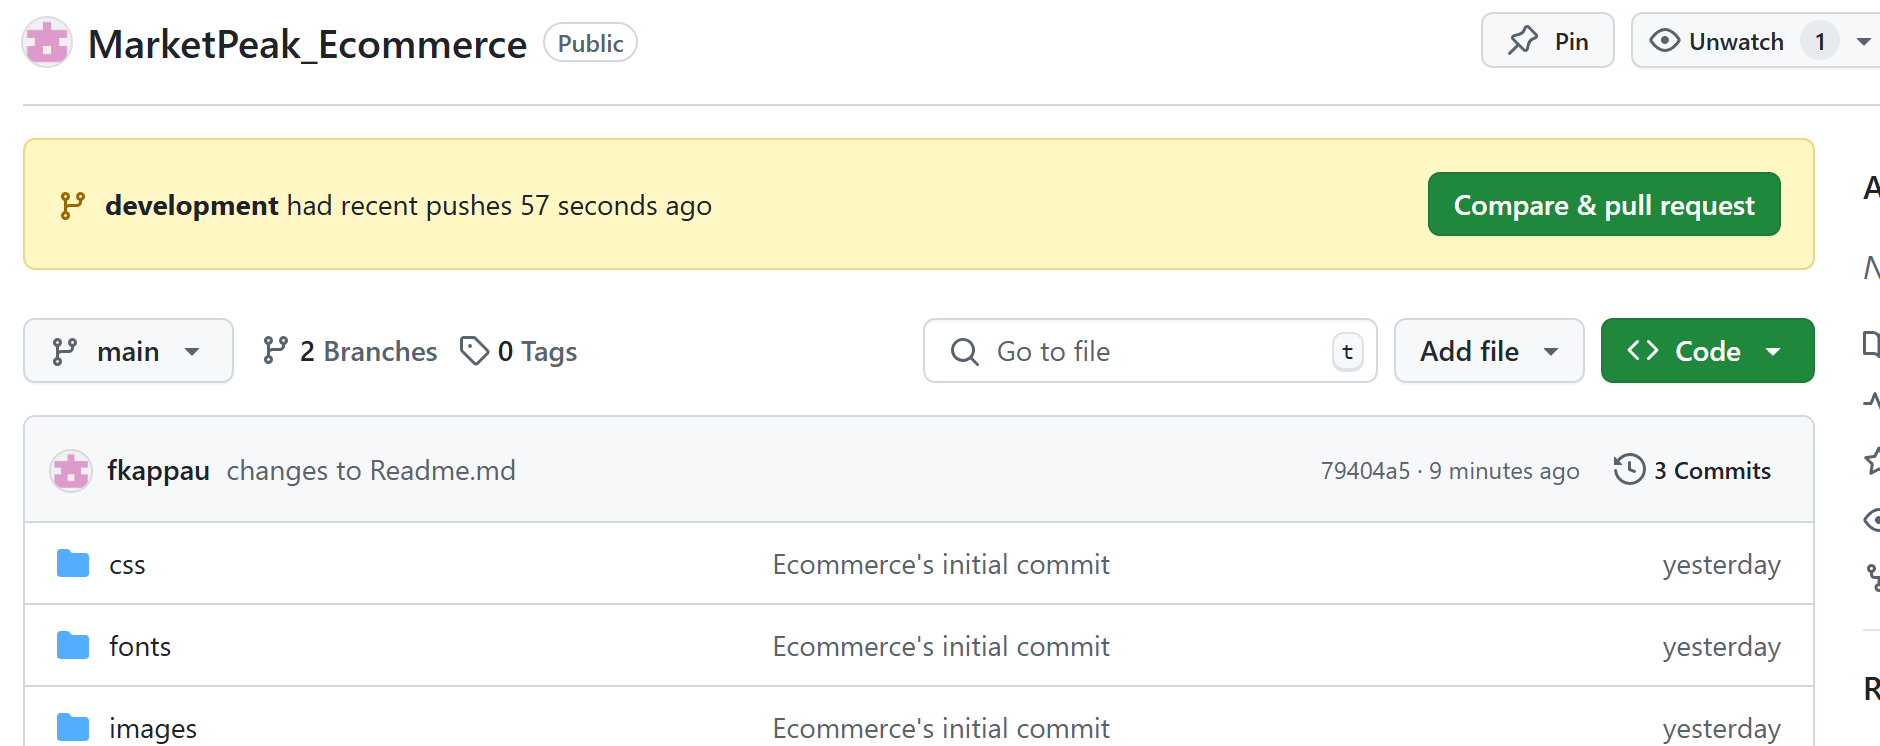 MarketPeak_Ecommerce Public Pin Unwatch 1
development had recent pushes 57 seconds ago Compare & pull request
main 2 Branches 0 Tags Go to file t Add file Code
fkappau changes to Readme.md 79404a5 · 9 minutes ago 3 Commits
css Ecommerce's initial commit yesterday
fonts Ecommerce's initial commit yesterday
images Ecommerce's initial commit yesterday